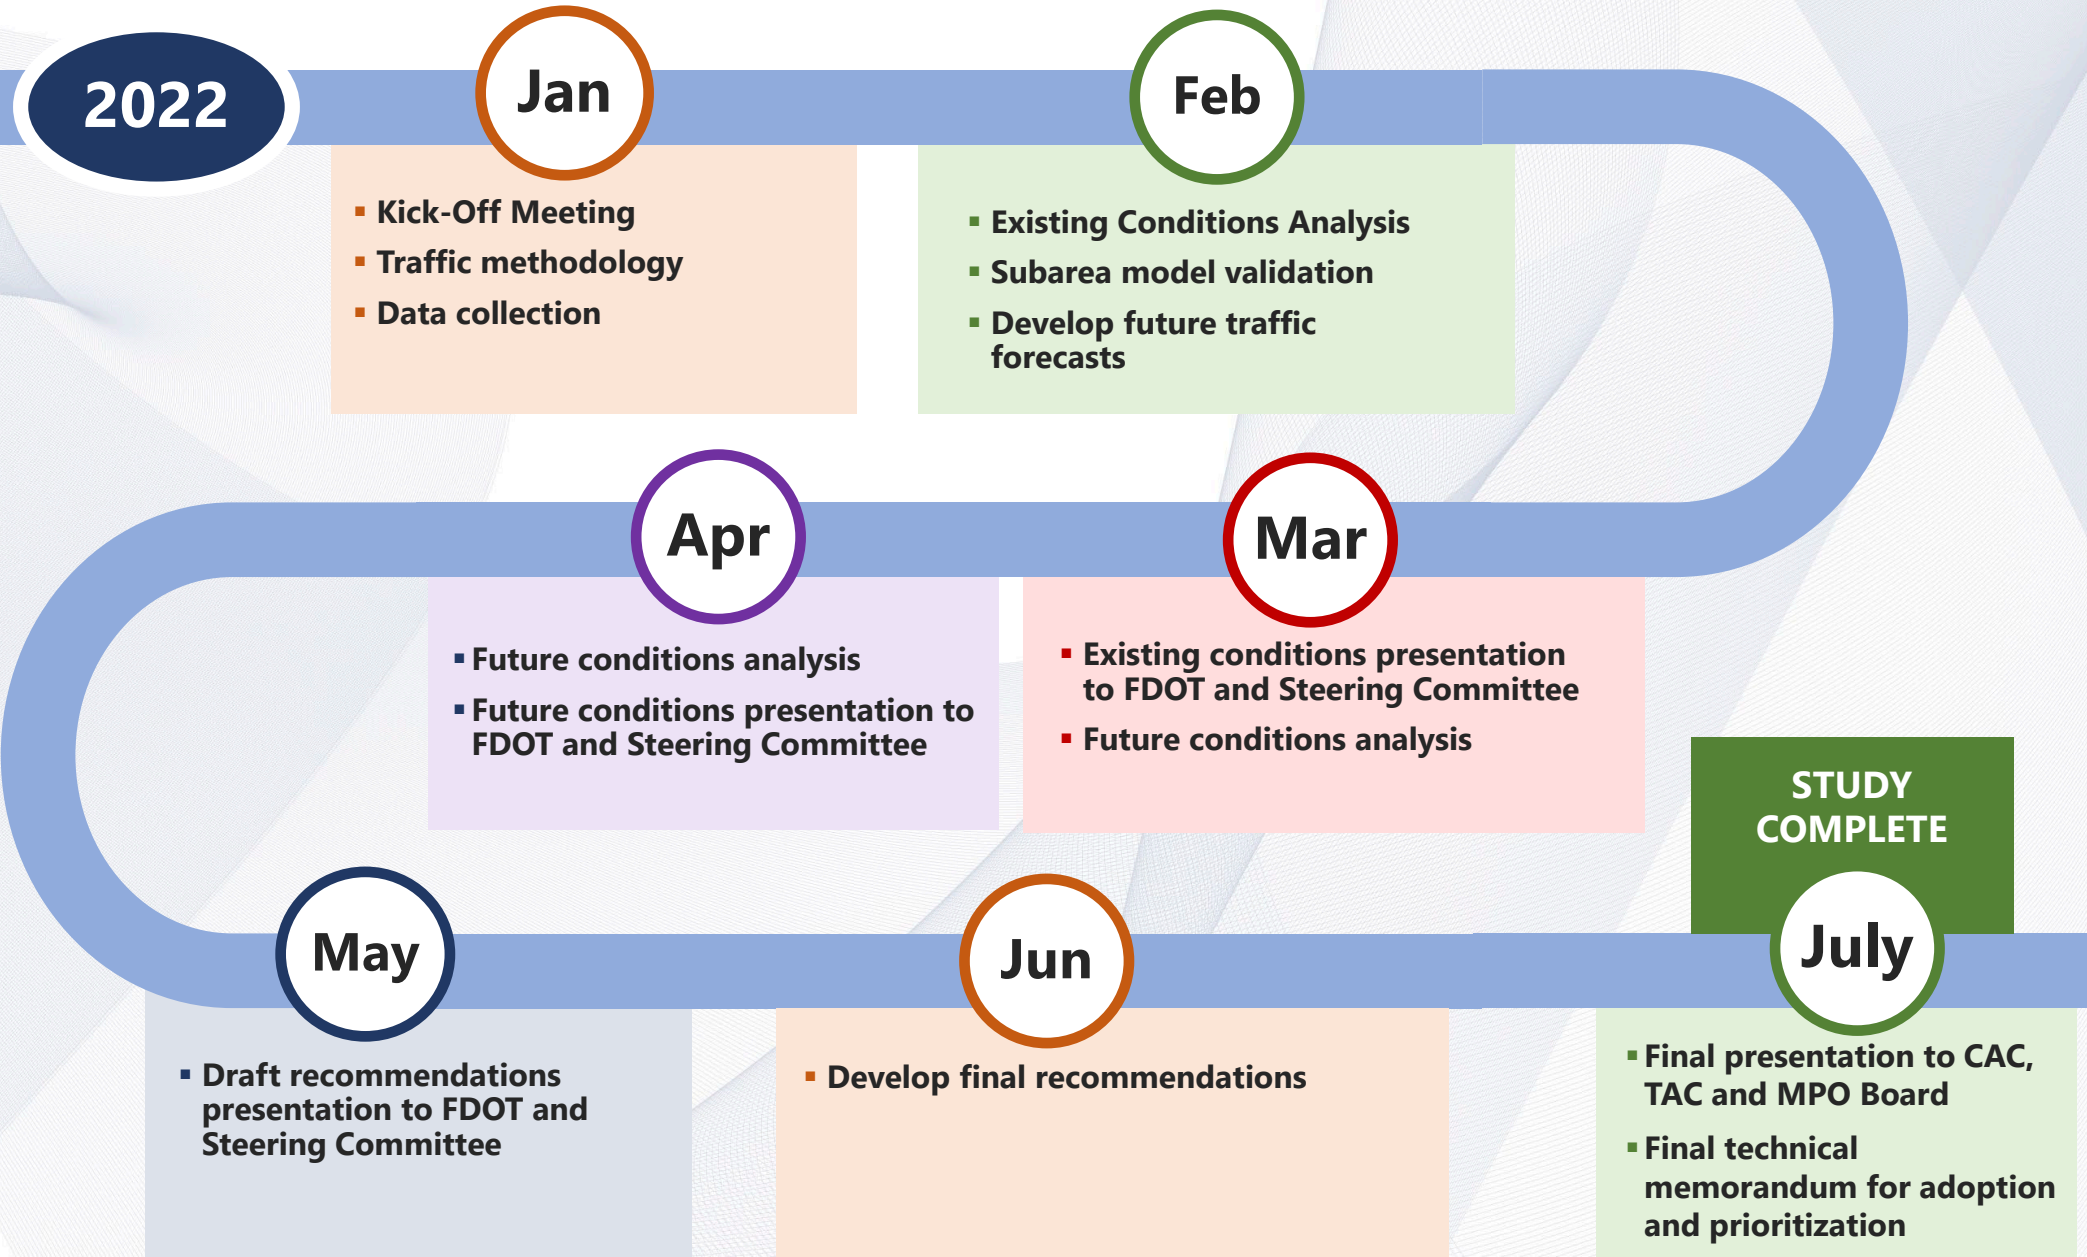 2022
Jan
▪ Kick-Off Meeting
▪ Traffic methodology
▪ Data collection
Feb
▪ Existing Conditions Analysis
▪ Subarea model validation
▪ Develop future traffic
forecasts
Mar
▪ Existing conditions presentation
to FDOT and Steering Committee
▪ Future conditions analysis
Apr
▪ Future conditions analysis
▪ Future conditions presentation to
FDOT and Steering Committee
May
▪ Draft recommendations
presentation to FDOT and
Steering Committee
Jun
▪ Develop final recommendations
STUDY
COMPLETE
July
▪ Final presentation to CAC,
TAC and MPO Board
▪ Final technical
memorandum for adoption
and prioritization